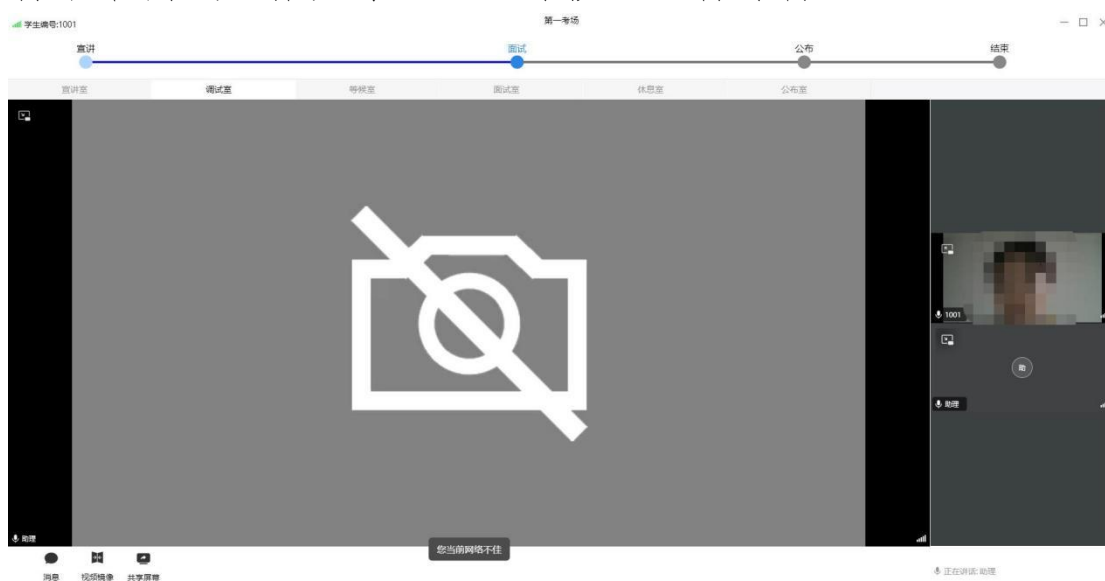 学生编号:1001
第一考场
宣讲 面试 公布 结束
宣讲室 调试室 等候室 面试室 休息室 公布室
1001
助
助理
助理
您当前网络不佳
消息 视频镜像 共享屏幕
正在讲话: 助理